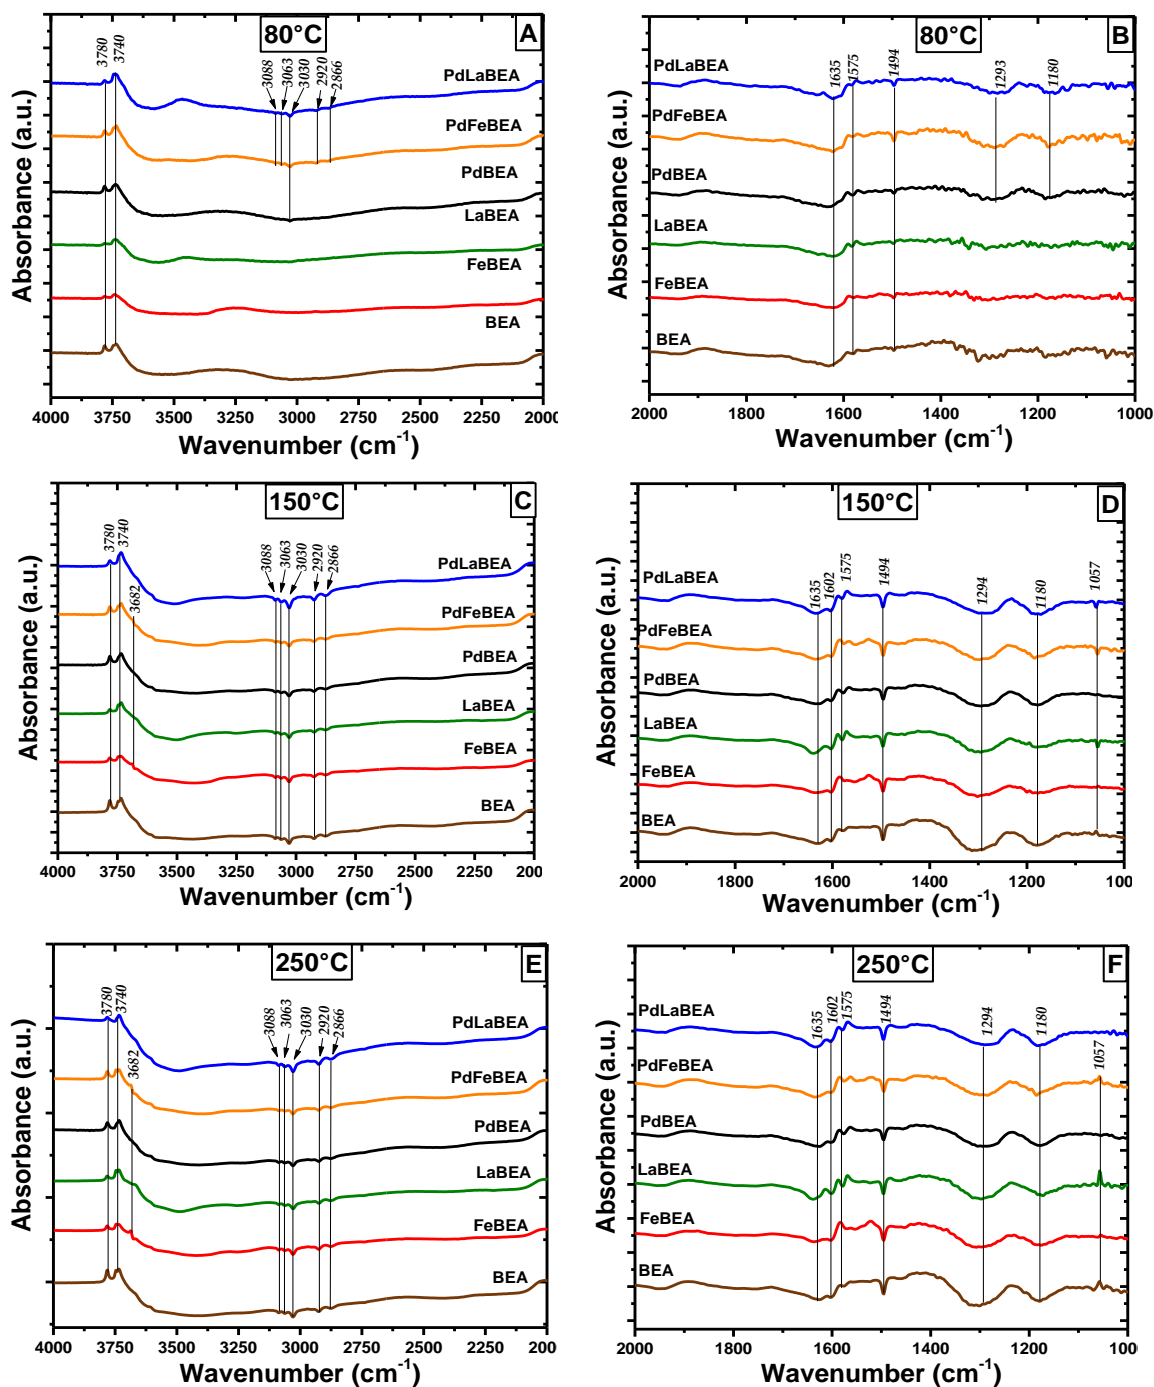 80°C
A
3780
3740
3088
3063
3030
2920
2866
PdLaBEA
PdFeBEA
PdBEA
LaBEA
FeBEA
BEA
Absorbance (a.u.)
4000 3750 3500 3250 3000 2750 2500 2250 2000
Wavenumber (cm-1)
80°C
B
1635
1575
1494
1293
1180
PdLaBEA
PdFeBEA
PdBEA
LaBEA
FeBEA
BEA
Absorbance (a.u.)
2000 1800 1600 1400 1200 1000
Wavenumber (cm-1)
150°C
C
3780
3740
3682
3088
3063
3030
2920
2866
PdLaBEA
PdFeBEA
PdBEA
LaBEA
FeBEA
BEA
Absorbance (a.u.)
4000 3750 3500 3250 3000 2750 2500 2250 200
Wavenumber (cm-1)
150°C
D
1635
1602
1575
1494
1294
1180
1057
PdLaBEA
PdFeBEA
PdBEA
LaBEA
FeBEA
BEA
Absorbance (a.u.)
2000 1800 1600 1400 1200 100
Wavenumber (cm-1)
250°C
E
3780
3740
3682
3088
3063
3030
2920
2866
PdLaBEA
PdFeBEA
PdBEA
LaBEA
FeBEA
BEA
Absorbance (a.u.)
4000 3750 3500 3250 3000 2750 2500 2250 200
Wavenumber (cm-1)
250°C
F
1635
1602
1575
1494
1294
1180
1057
PdLaBEA
PdFeBEA
PdBEA
LaBEA
FeBEA
BEA
Absorbance (a.u.)
2000 1800 1600 1400 1200 1000
Wavenumber (cm-1)